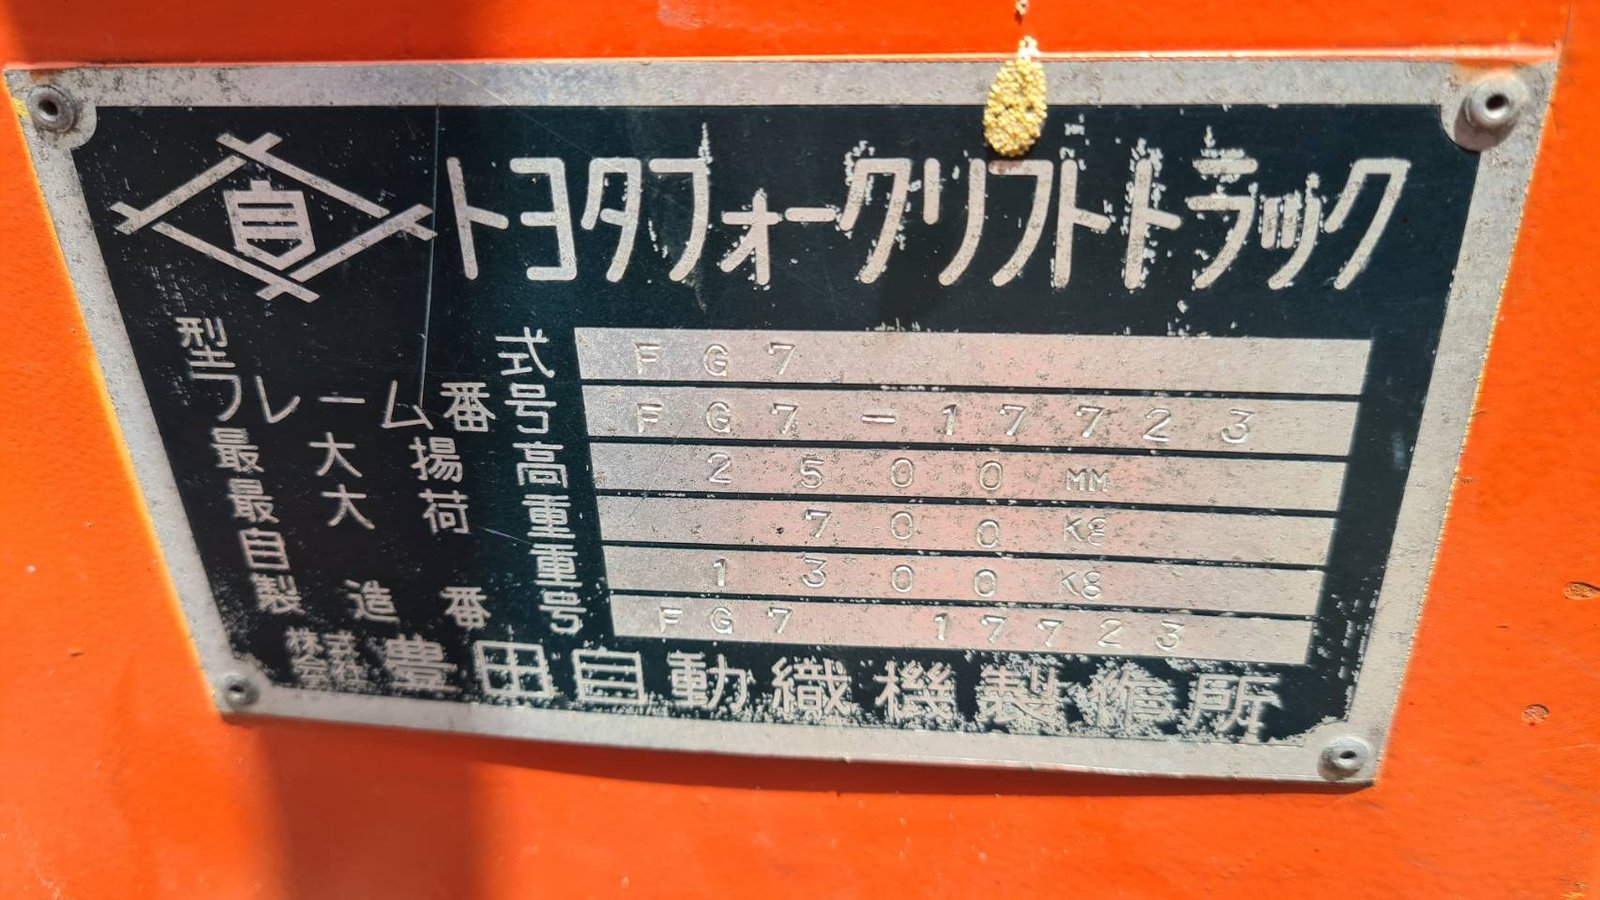 自
トヨタフォークリフトトラック
型式 FG7
フレーム番号 FG7-17723
最大揚高 2500 MM
最大荷重 700 Kg
自車重 1300 Kg
製造番号 FG7 17723
株式会社 豊田自動織機製作所